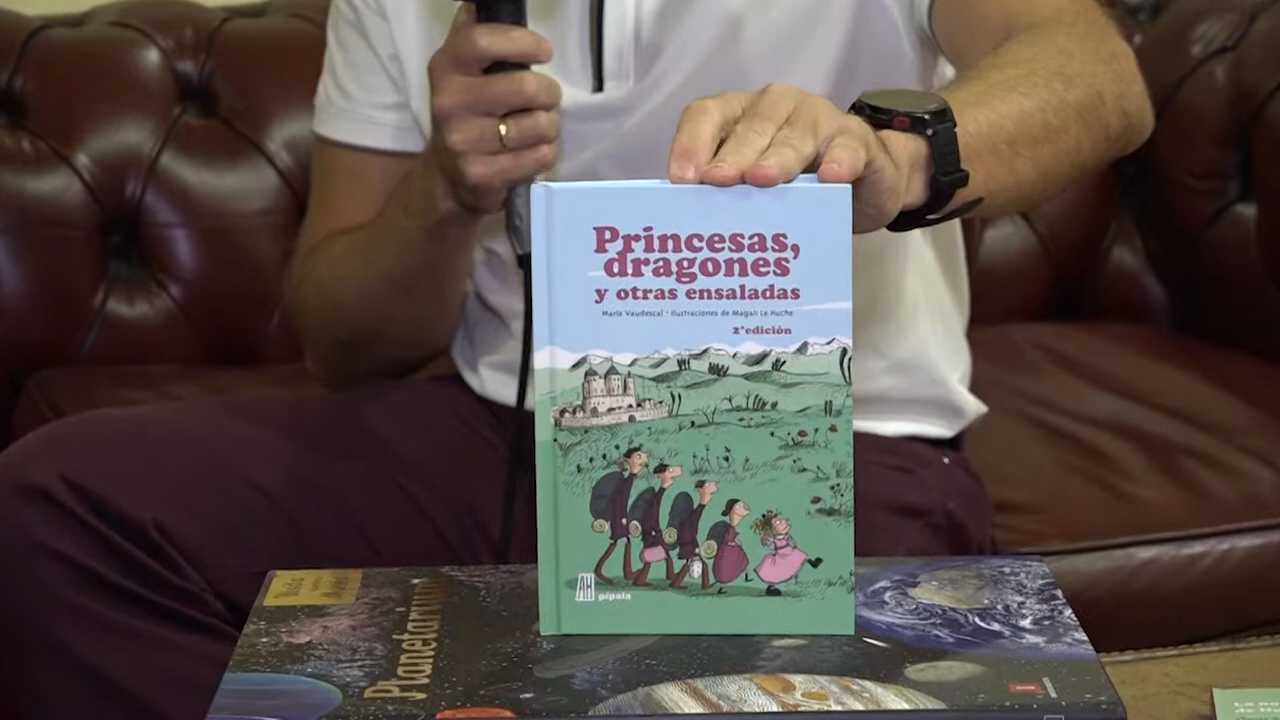 Princesas,
dragones
y otras ensaladas
Marie Vaudescal · Ilustraciones de Magali Le Huche
2ª edición
AH pípala
Planetarium